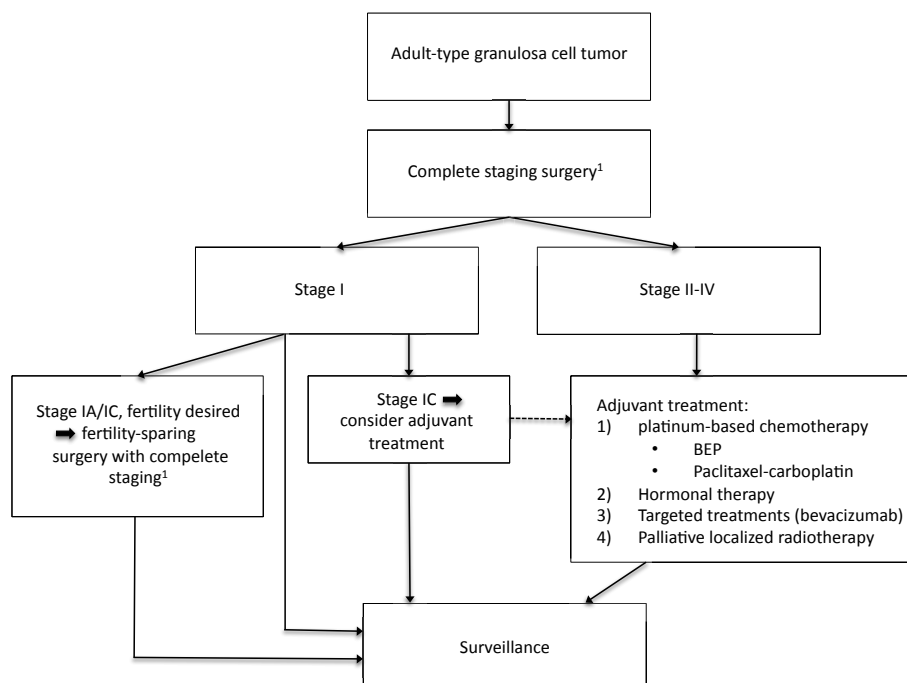 Adult-type granulosa cell tumor
Complete staging surgery1
Stage I
Stage II-IV
Stage IA/IC, fertility desired
➡ fertility-sparing
surgery with compelete
staging1
Stage IC ➡
consider adjuvant
treatment
Adjuvant treatment:
1) platinum-based chemotherapy
• BEP
• Paclitaxel-carboplatin
2) Hormonal therapy
3) Targeted treatments (bevacizumab)
4) Palliative localized radiotherapy
Surveillance